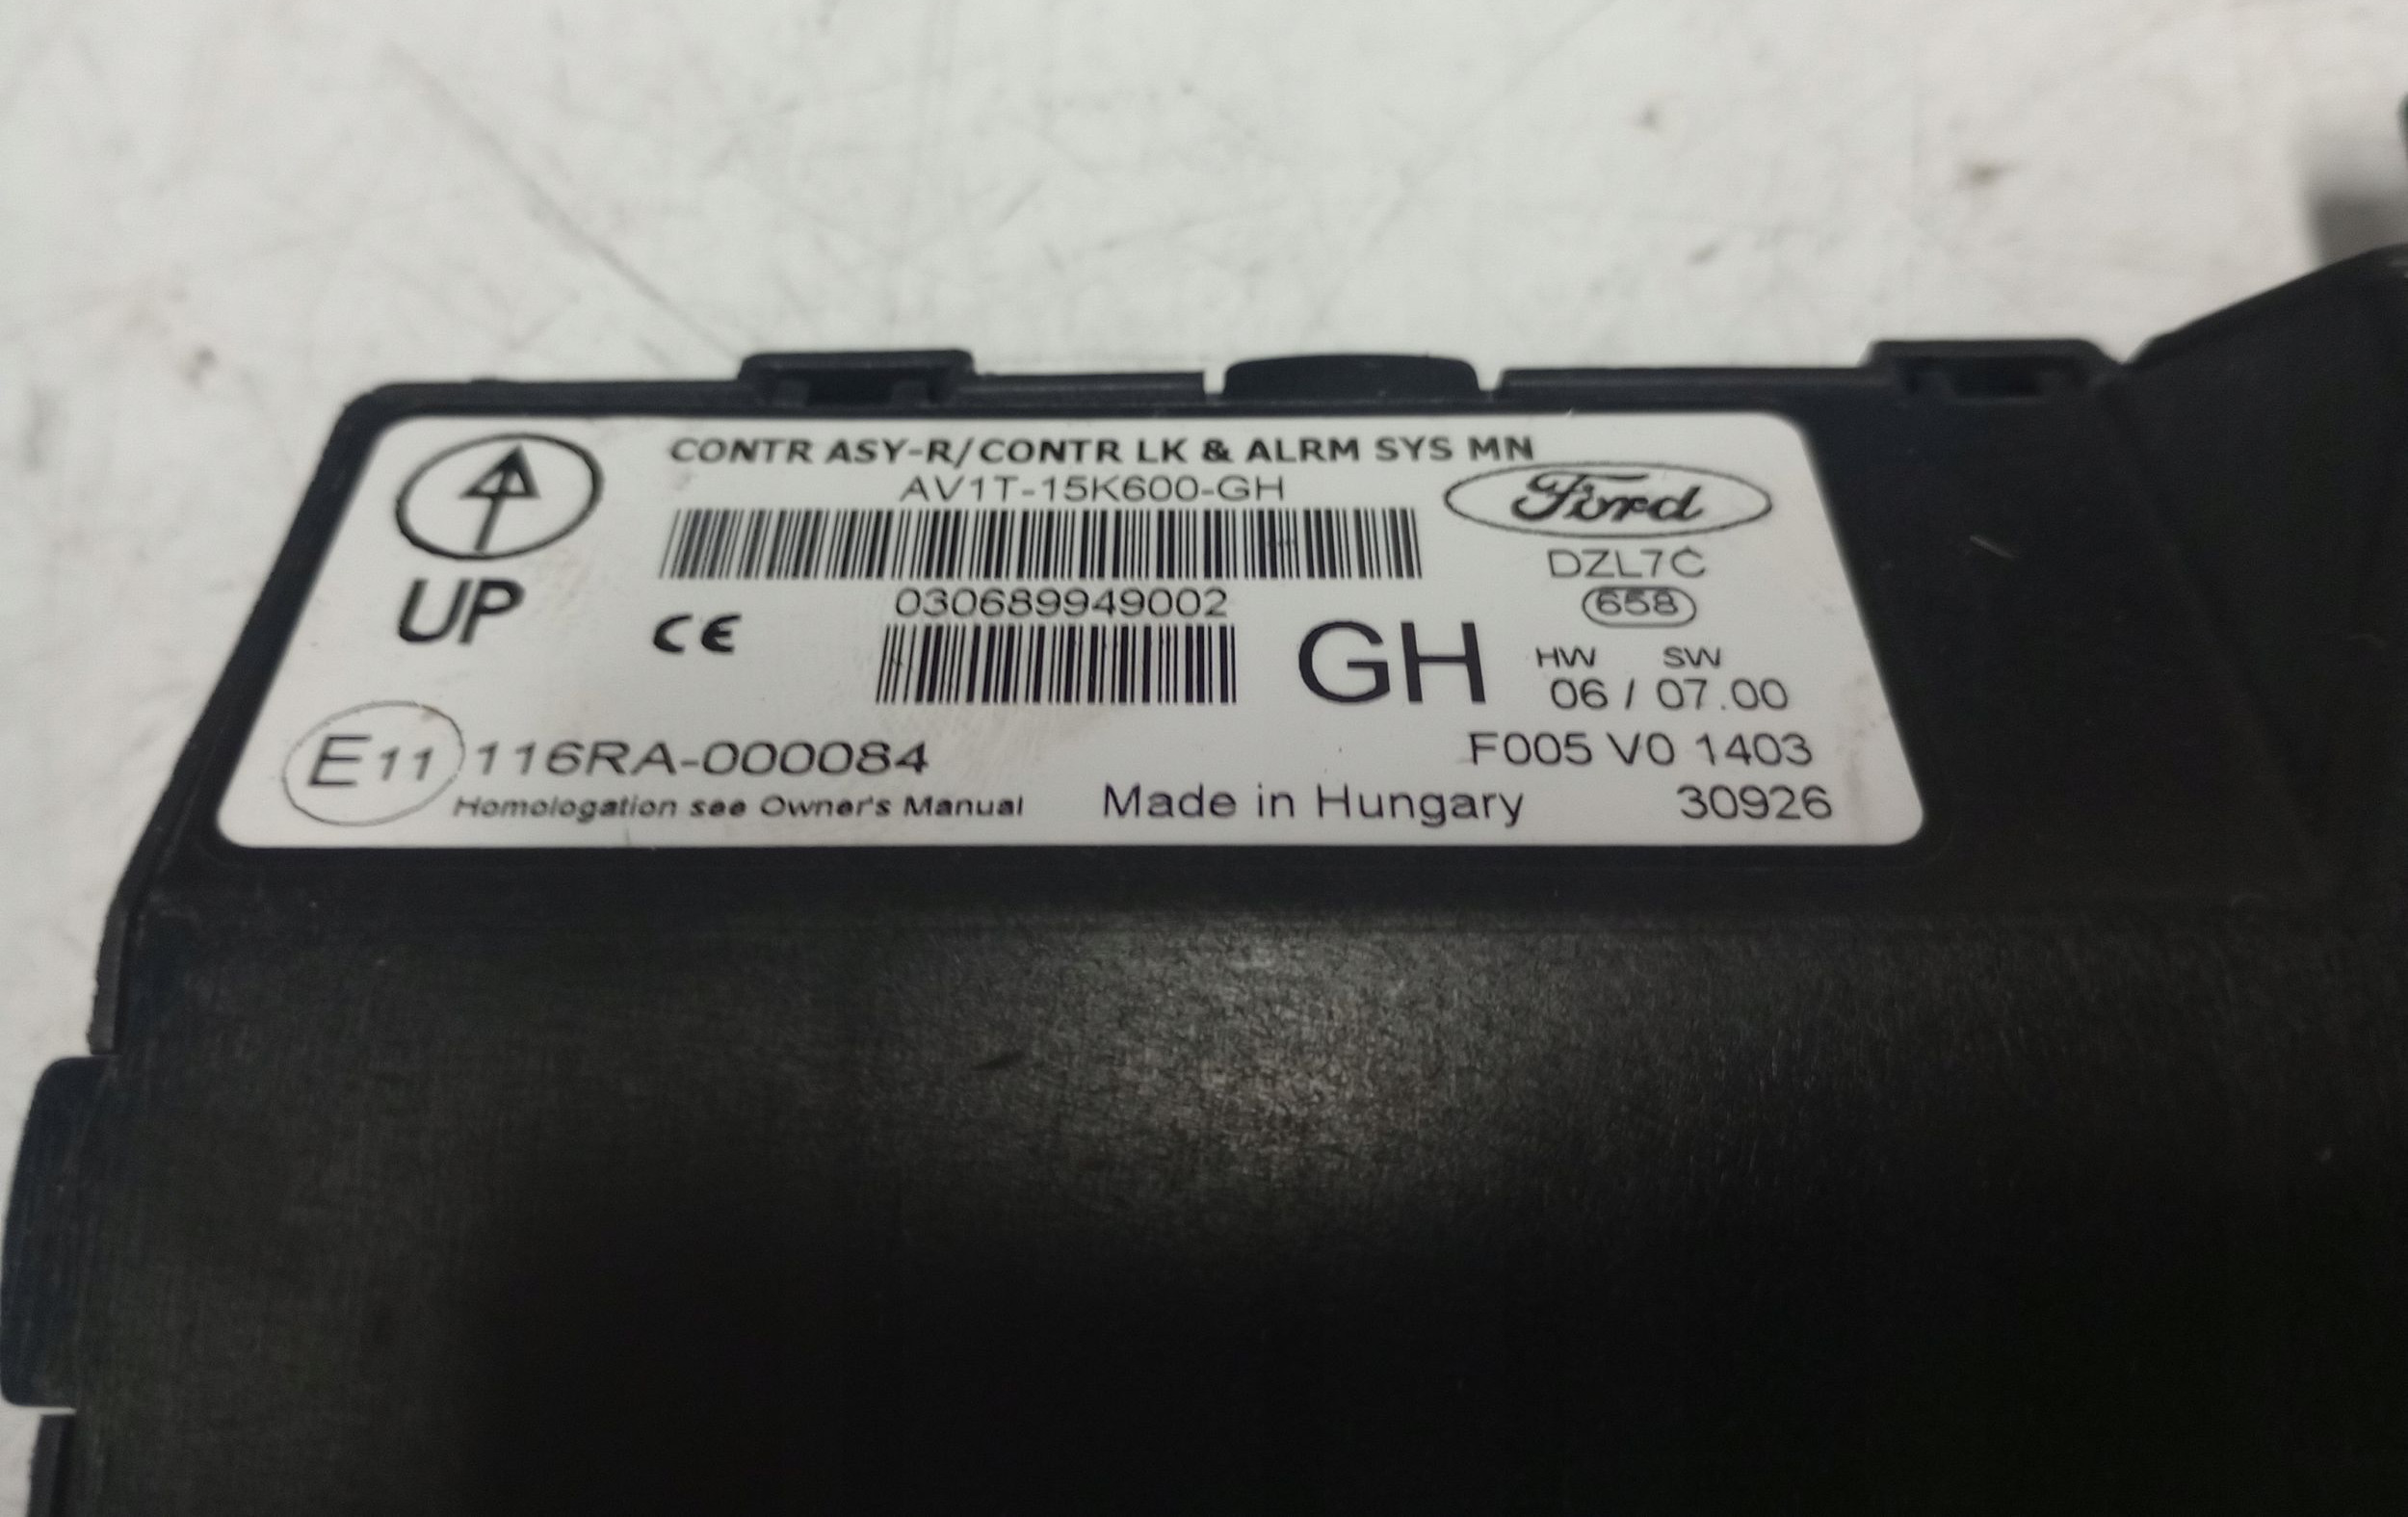 CONTR ASY-R/CONTR LK & ALRM SYS MN
AV1T-15K600-GH
Ford
DZL7C
658
UP
CE
030689949002
GH
HW SW
06 / 07.00
E11 116RA-000084
F005 V0 1403
Homologation see Owner's Manual
Made in Hungary
30926